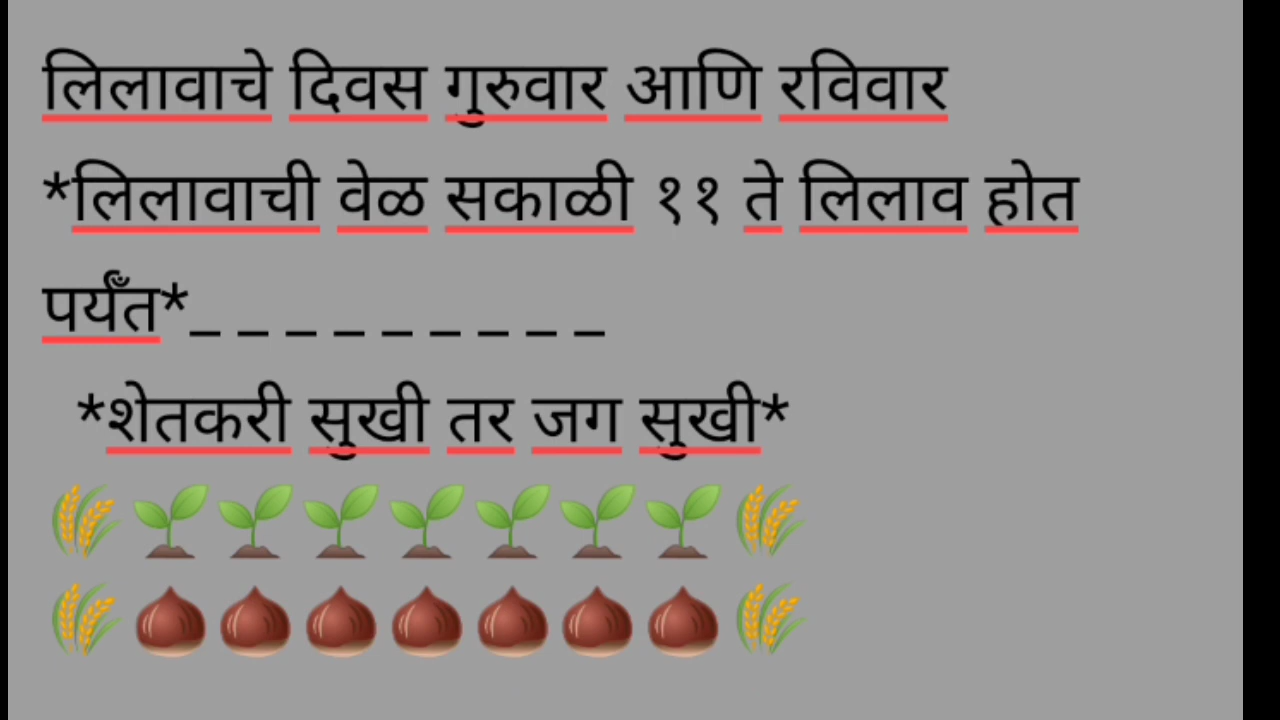 लिलावाचे दिवस गुरुवार आणि रविवार
*लिलावाची वेळ सकाळी ११ ते लिलाव होत
पर्यँत*_ _ _ _ _ _ _ _ _
*शेतकरी सुखी तर जग सुखी*
🌾🌱🌱🌱🌱🌱🌱🌱🌾
🌾🌰🌰🌰🌰🌰🌰🌰🌾